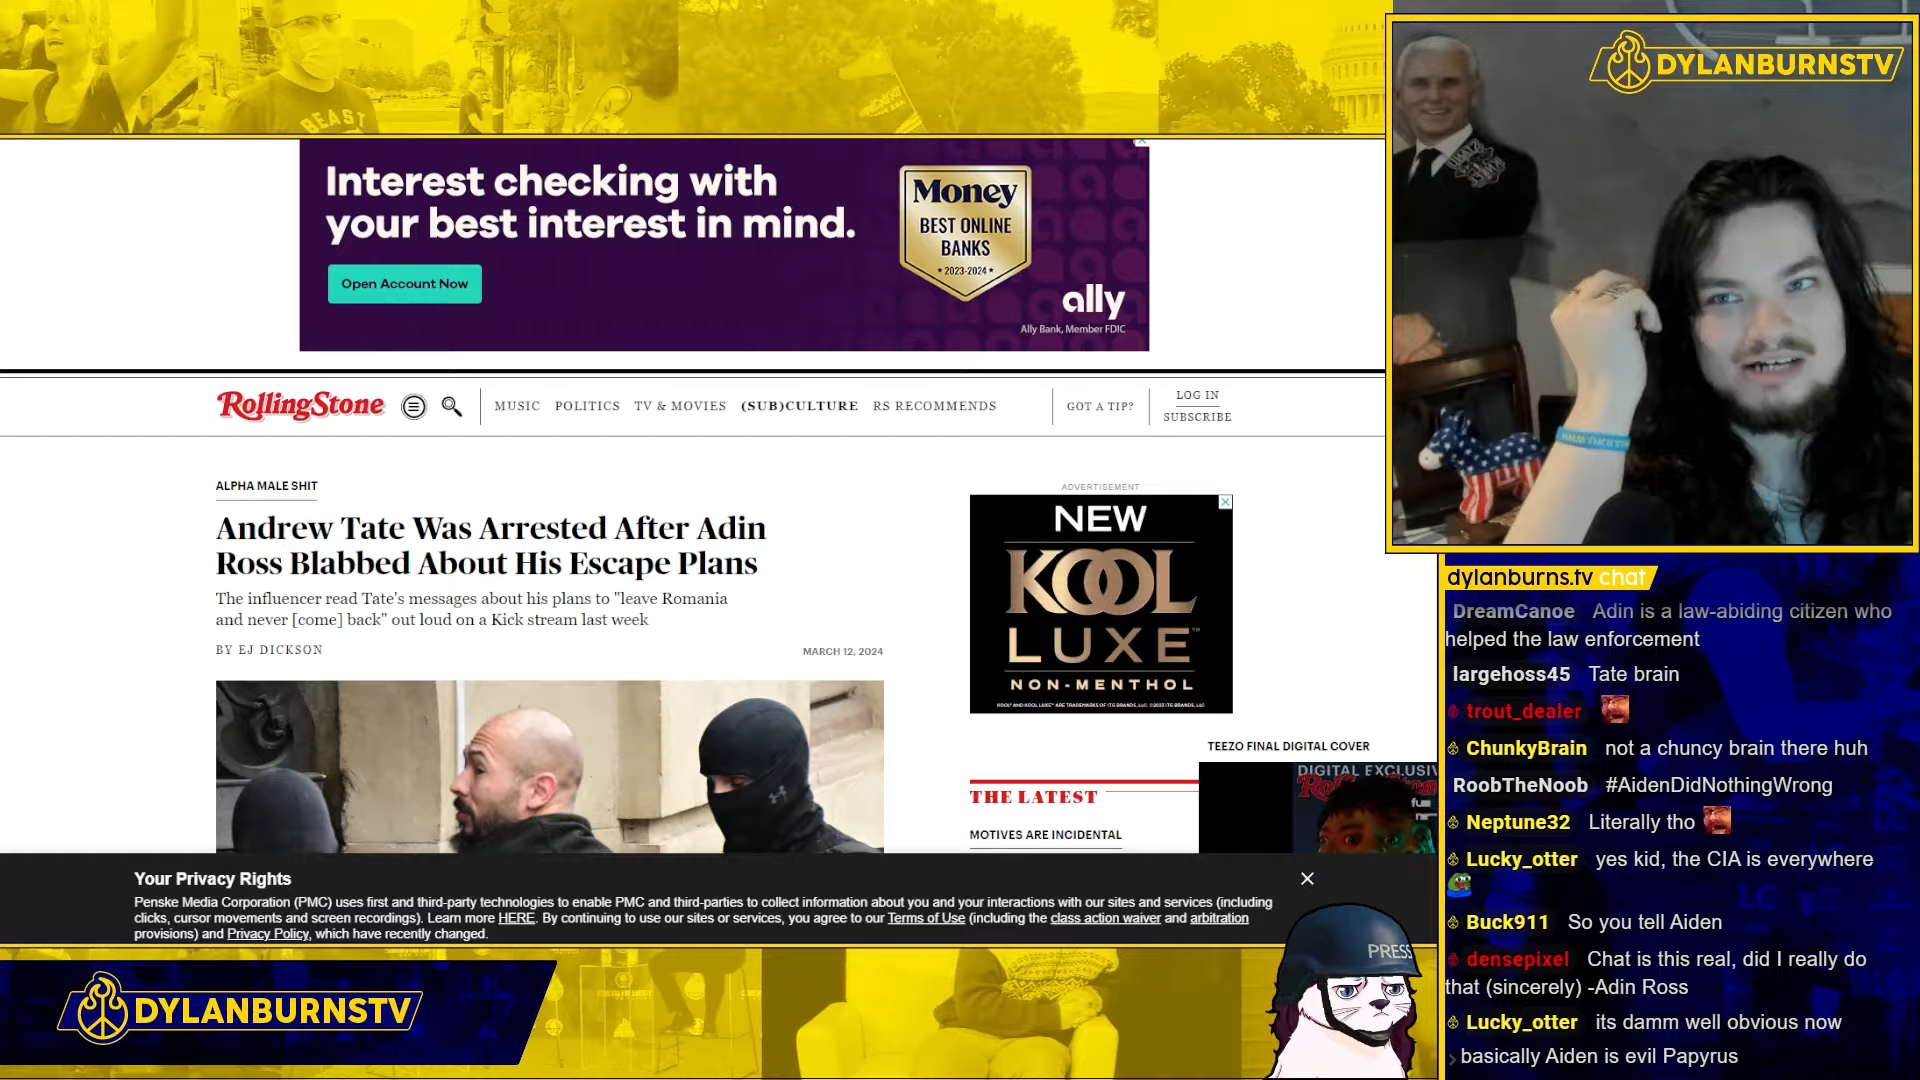 BEAST
Interest checking with
your best interest in mind.
Open Account Now
Money
BEST ONLINE
BANKS
★ 2023-2024 ★
ally
Ally Bank, Member FDIC
RollingStone
MUSIC
POLITICS
TV & MOVIES
(SUB)CULTURE
RS RECOMMENDS
GOT A TIP?
LOG IN
SUBSCRIBE
ALPHA MALE SHIT
Andrew Tate Was Arrested After Adin
Ross Blabbed About His Escape Plans
The influencer read Tate's messages about his plans to "leave Romania
and never [come] back" out loud on a Kick stream last week
BY EJ DICKSON
MARCH 12, 2024
ADVERTISEMENT
NEW
KOOL
LUXE™
NON-MENTHOL
TEEZO FINAL DIGITAL COVER
DIGITAL EXCLUSIV
THE LATEST
MOTIVES ARE INCIDENTAL
Your Privacy Rights
Penske Media Corporation (PMC) uses first and third-party technologies to enable PMC and third-parties to collect information about you and your interactions with our sites and services (including
clicks, cursor movements and screen recordings). Learn more HERE. By continuing to use our sites or services, you agree to our Terms of Use (including the class action waiver and arbitration
provisions) and Privacy Policy, which have recently changed.
PRESS
DYLANBURNSTV
DYLANBURNSTV
dylanburns.tv chat
DreamCanoe Adin is a law-abiding citizen who
helped the law enforcement
largehoss45 Tate brain
trout_dealer
ChunkyBrain not a chuncy brain there huh
RoobTheNoob #AidenDidNothingWrong
Neptune32 Literally tho
Lucky_otter yes kid, the CIA is everywhere
Buck911 So you tell Aiden
densepixel Chat is this real, did I really do
that (sincerely) -Adin Ross
Lucky_otter its damm well obvious now
> basically Aiden is evil Papyrus